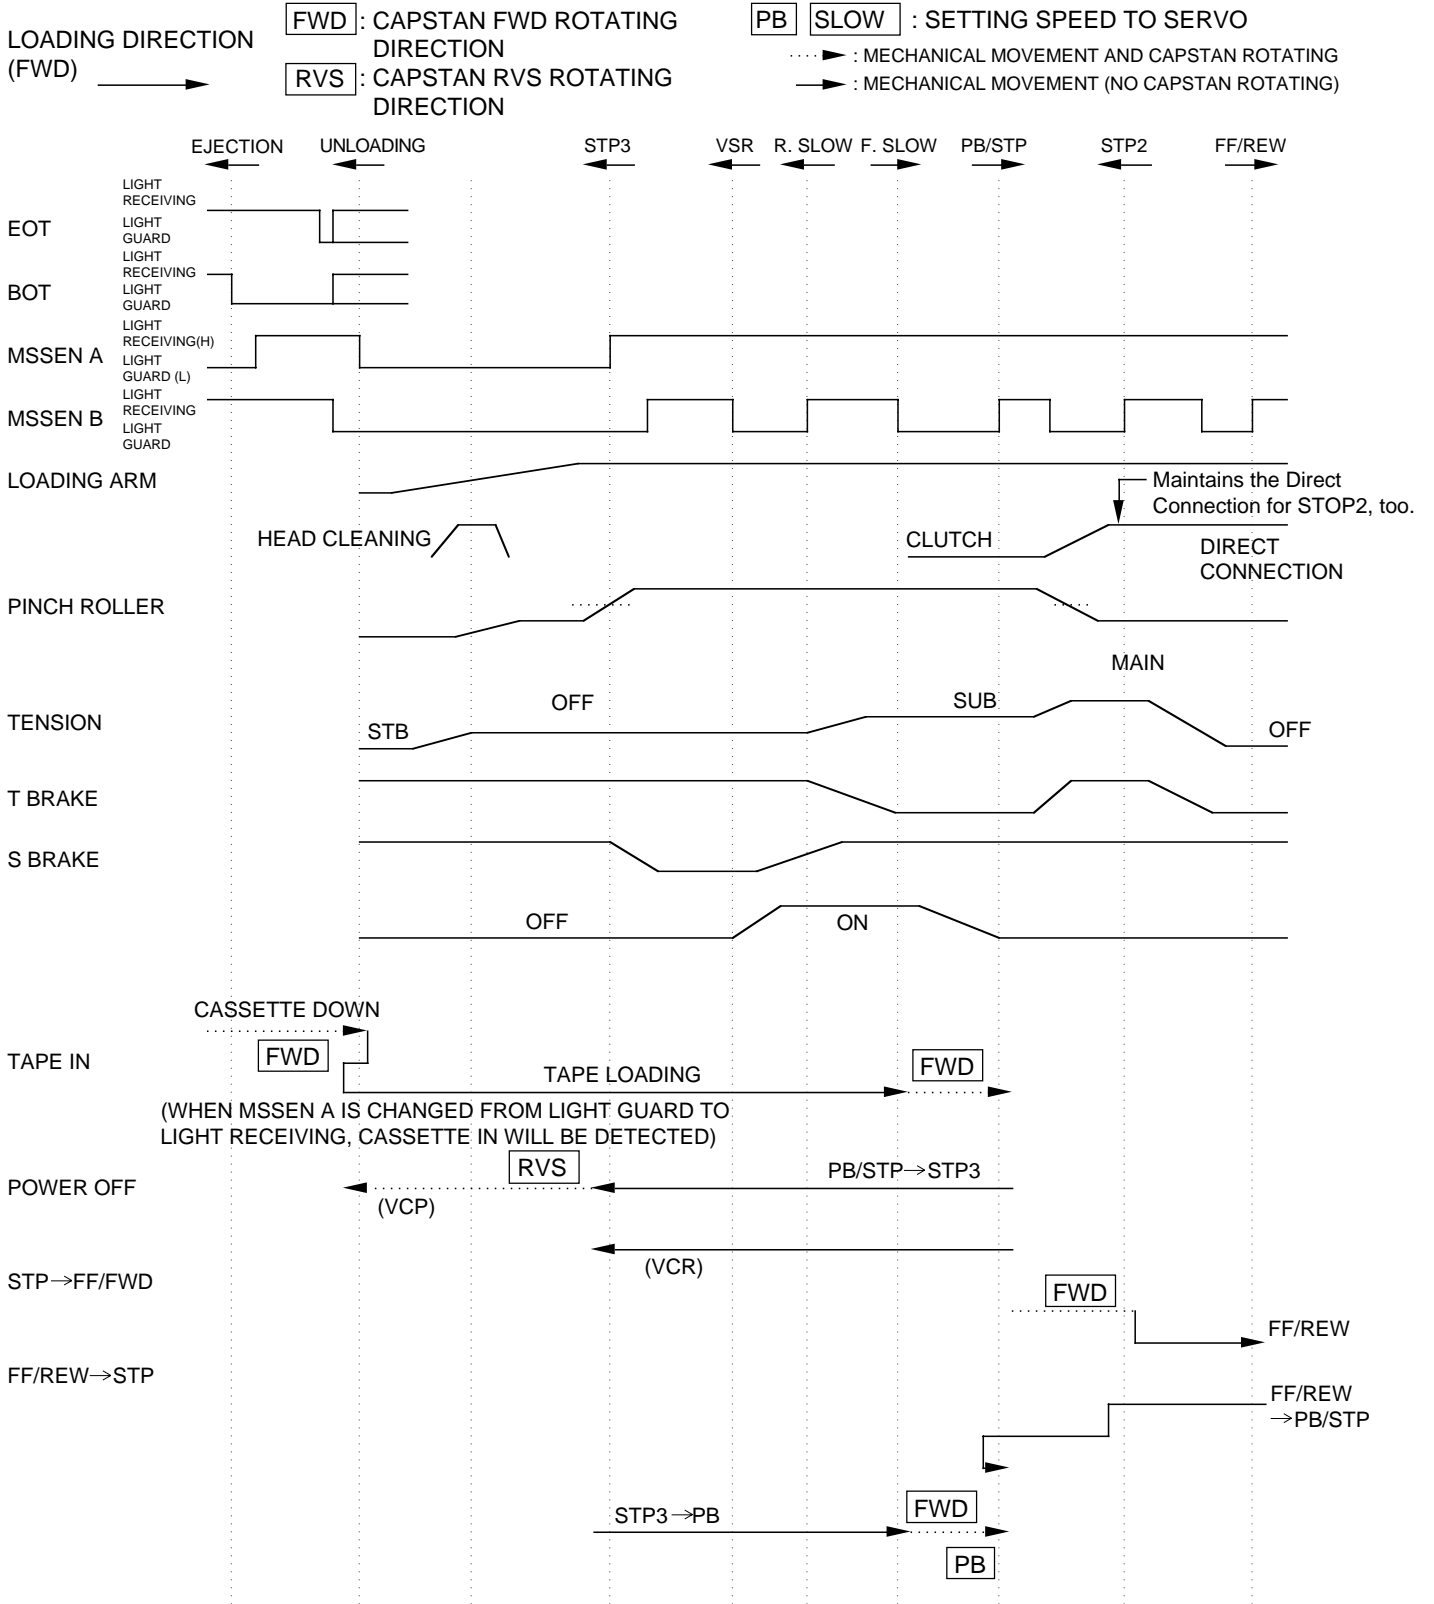 LOADING DIRECTION
(FWD)
FWD : CAPSTAN FWD ROTATING
DIRECTION
RVS : CAPSTAN RVS ROTATING
DIRECTION
PB SLOW : SETTING SPEED TO SERVO
: MECHANICAL MOVEMENT AND CAPSTAN ROTATING
: MECHANICAL MOVEMENT (NO CAPSTAN ROTATING)
EJECTION UNLOADING STP3 VSR R. SLOW F. SLOW PB/STP STP2 FF/REW
EOT
LIGHT
RECEIVING
LIGHT
GUARD
BOT
LIGHT
RECEIVING
LIGHT
GUARD
MSSEN A
LIGHT
RECEIVING(H)
LIGHT
GUARD (L)
MSSEN B
LIGHT
RECEIVING
LIGHT
GUARD
LOADING ARM
Maintains the Direct
Connection for STOP2, too.
HEAD CLEANING
CLUTCH
DIRECT
CONNECTION
PINCH ROLLER
MAIN
TENSION
STB
OFF
SUB
OFF
T BRAKE
S BRAKE
OFF
ON
CASSETTE DOWN
TAPE IN
FWD
TAPE LOADING
FWD
(WHEN MSSEN A IS CHANGED FROM LIGHT GUARD TO
LIGHT RECEIVING, CASSETTE IN WILL BE DETECTED)
POWER OFF
RVS
PB/STP→STP3
(VCP)
(VCR)
STP→FF/FWD
FWD
FF/REW
FF/REW→STP
FF/REW
→PB/STP
STP3→PB
FWD
PB